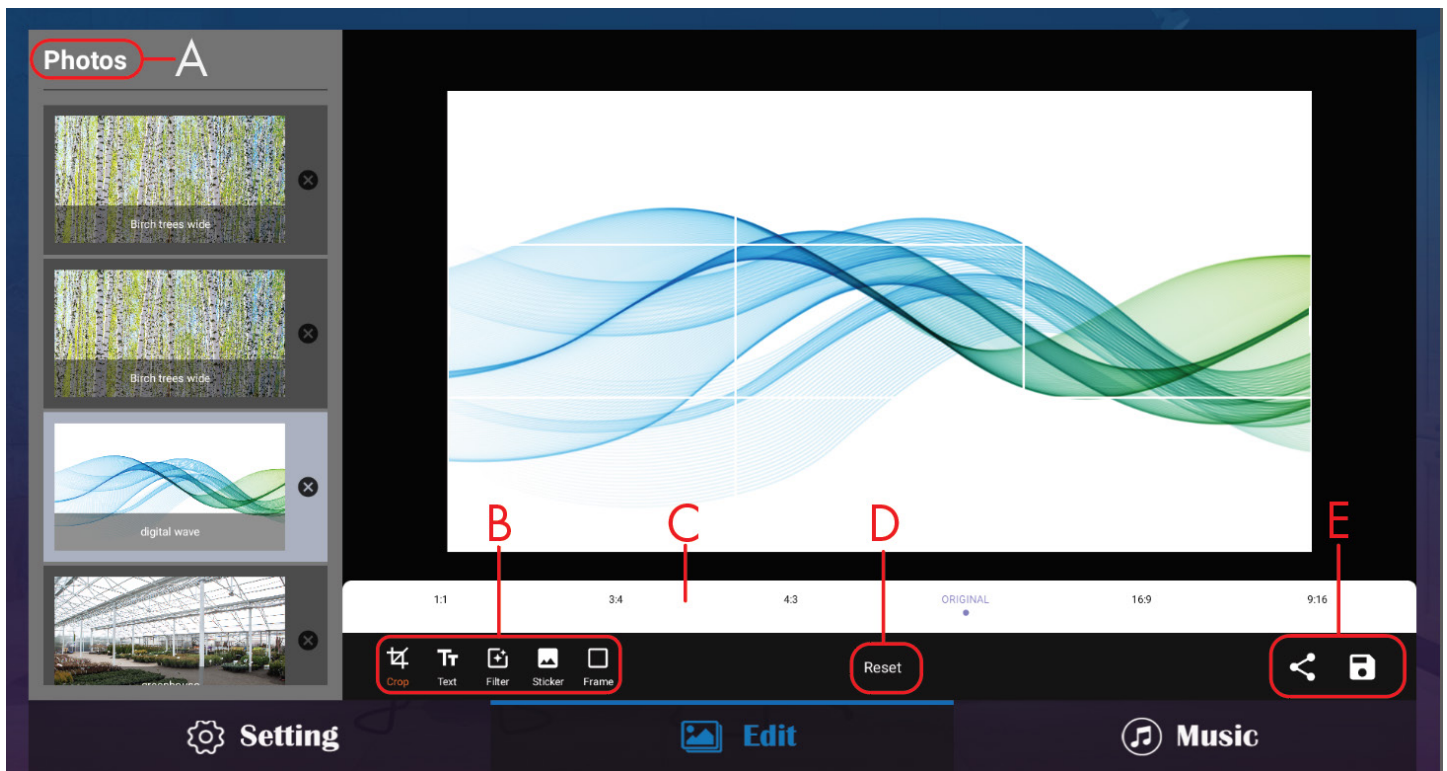 Photos
A
Birch trees wide
Birch trees wide
digital wave
greenhouse
B
C
D
E
1:1 3:4 4:3 ORIGINAL 16:9 9:16
Crop Text Filter Sticker Frame
Reset
Setting Edit Music